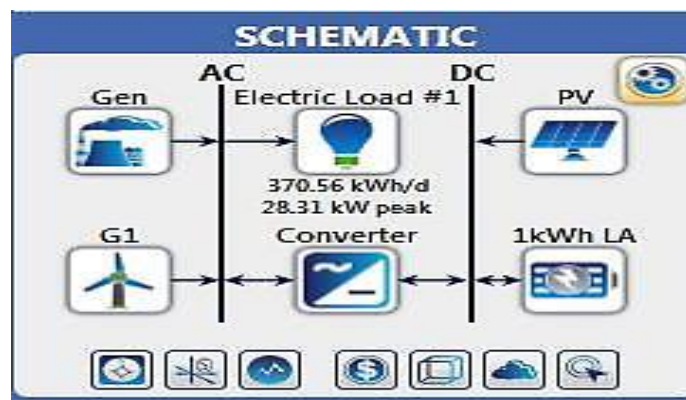 SCHEMATIC
AC DC
Gen Electric Load #1 PV
370.56 kWh/d
28.31 kW peak
G1 Converter 1kWh LA